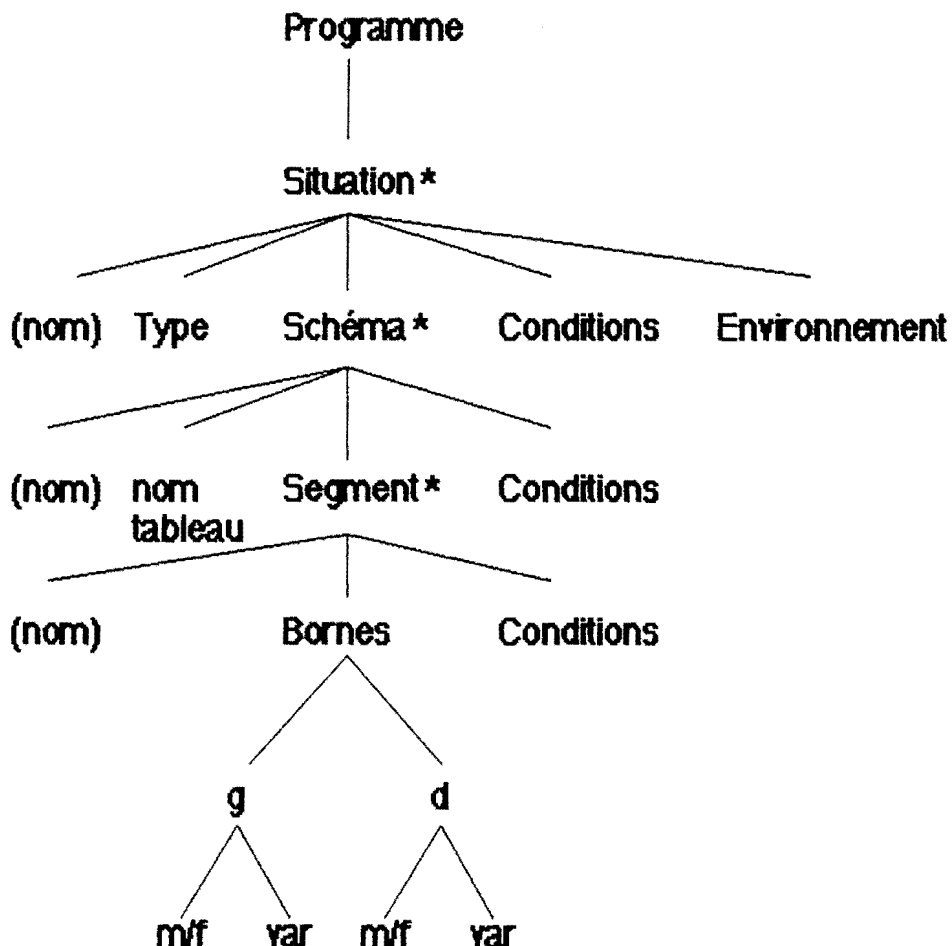 Programme
Situation*
(nom) Type Schéma* Conditions Environnement
(nom) nom tableau Segment* Conditions
(nom) Bornes Conditions
g d
m/f var m/f var